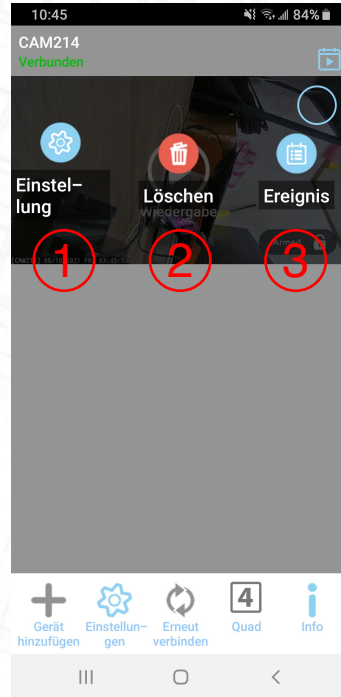 10:45 84%
CAM214
Verbunden
Einstel-
lung
Löschen
Ereignis
wiedergabe
Armed
1 2 3
4
Gerät
hinzufügen
Einstellun-
gen
Erneut
verbinden
Quad
Info